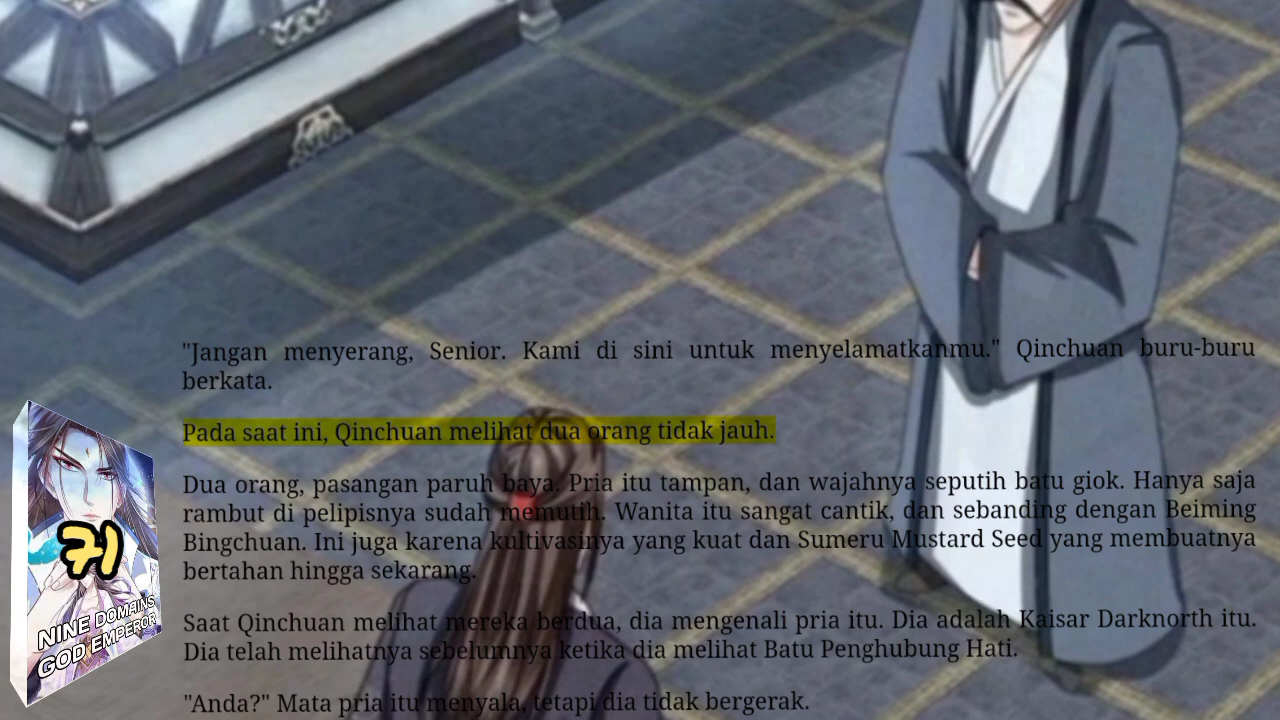 "Jangan menyerang, Senior. Kami di sini untuk menyelamatkanmu." Qinchuan buru-buru
berkata.
Pada saat ini, Qinchuan melihat dua orang tidak jauh.
Dua orang, pasangan paruh baya. Pria itu tampan, dan wajahnya seputih batu giok. Hanya saja
rambut di pelipisnya sudah memutih. Wanita itu sangat cantik, dan sebanding dengan Beiming
Bingchuan. Ini juga karena kultivasinya yang kuat dan Sumeru Mustard Seed yang membuatnya
bertahan hingga sekarang.
Saat Qinchuan melihat mereka berdua, dia mengenali pria itu. Dia adalah Kaisar Darknorth itu.
Dia telah melihatnya sebelumnya ketika dia melihat Batu Penghubung Hati.
"Anda?" Mata pria itu menyala, tetapi dia tidak bergerak.
71
NINE DOMAINS
GOD EMPEROR